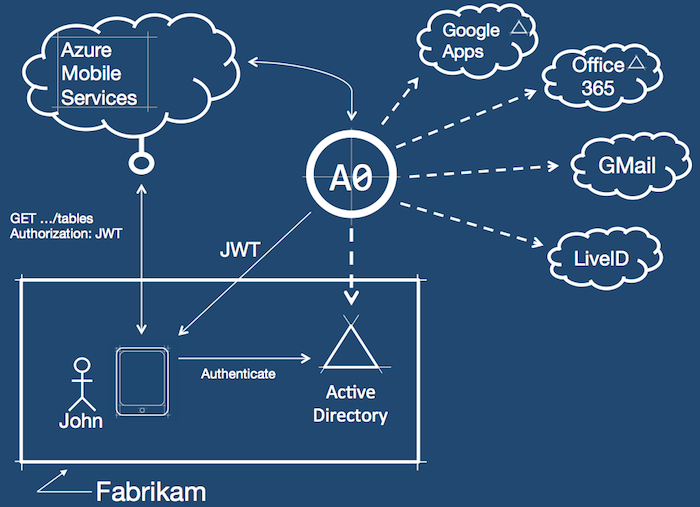 Azure
Mobile
Services
Google
Apps
Office
365
GMail
LiveID
A0
GET .../tables
Authorization: JWT
JWT
Authenticate
John
Active
Directory
Fabrikam